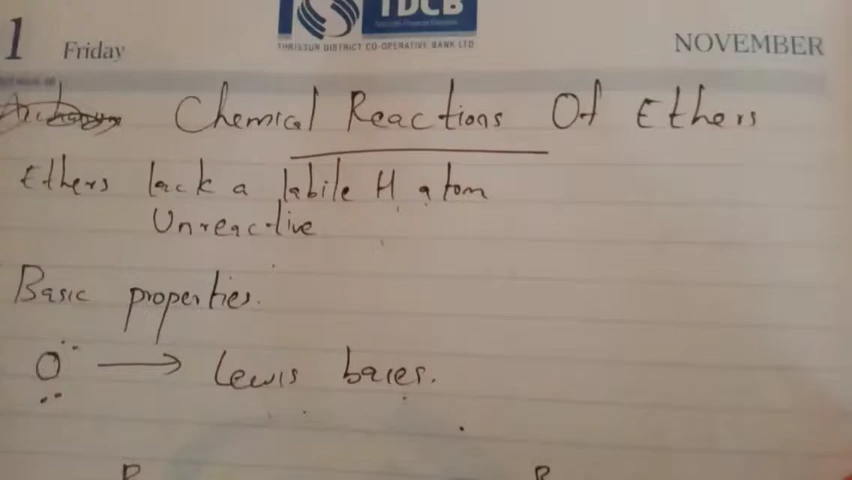 TDCB
THRISSUR DISTRICT CO-OPERATIVE BANK LTD
1 Friday
NOVEMBER
Chemical Reactions Of Ethers
Ethers lack a labile H atom
Unreactive
Basic properties.
O → Lewis bases.
R R